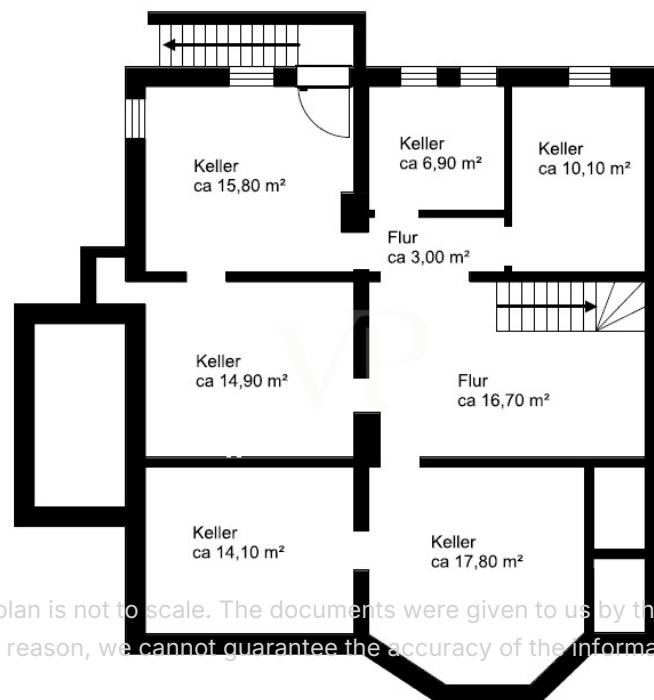 Keller
ca 15,80 m²
Keller
ca 6,90 m²
Keller
ca 10,10 m²
Flur
ca 3,00 m²
VP
Keller
ca 14,90 m²
Flur
ca 16,70 m²
Keller
ca 14,10 m²
Keller
ca 17,80 m²
plan is not to scale. The documents were given to us by th
reason, we cannot guarantee the accuracy of the informa